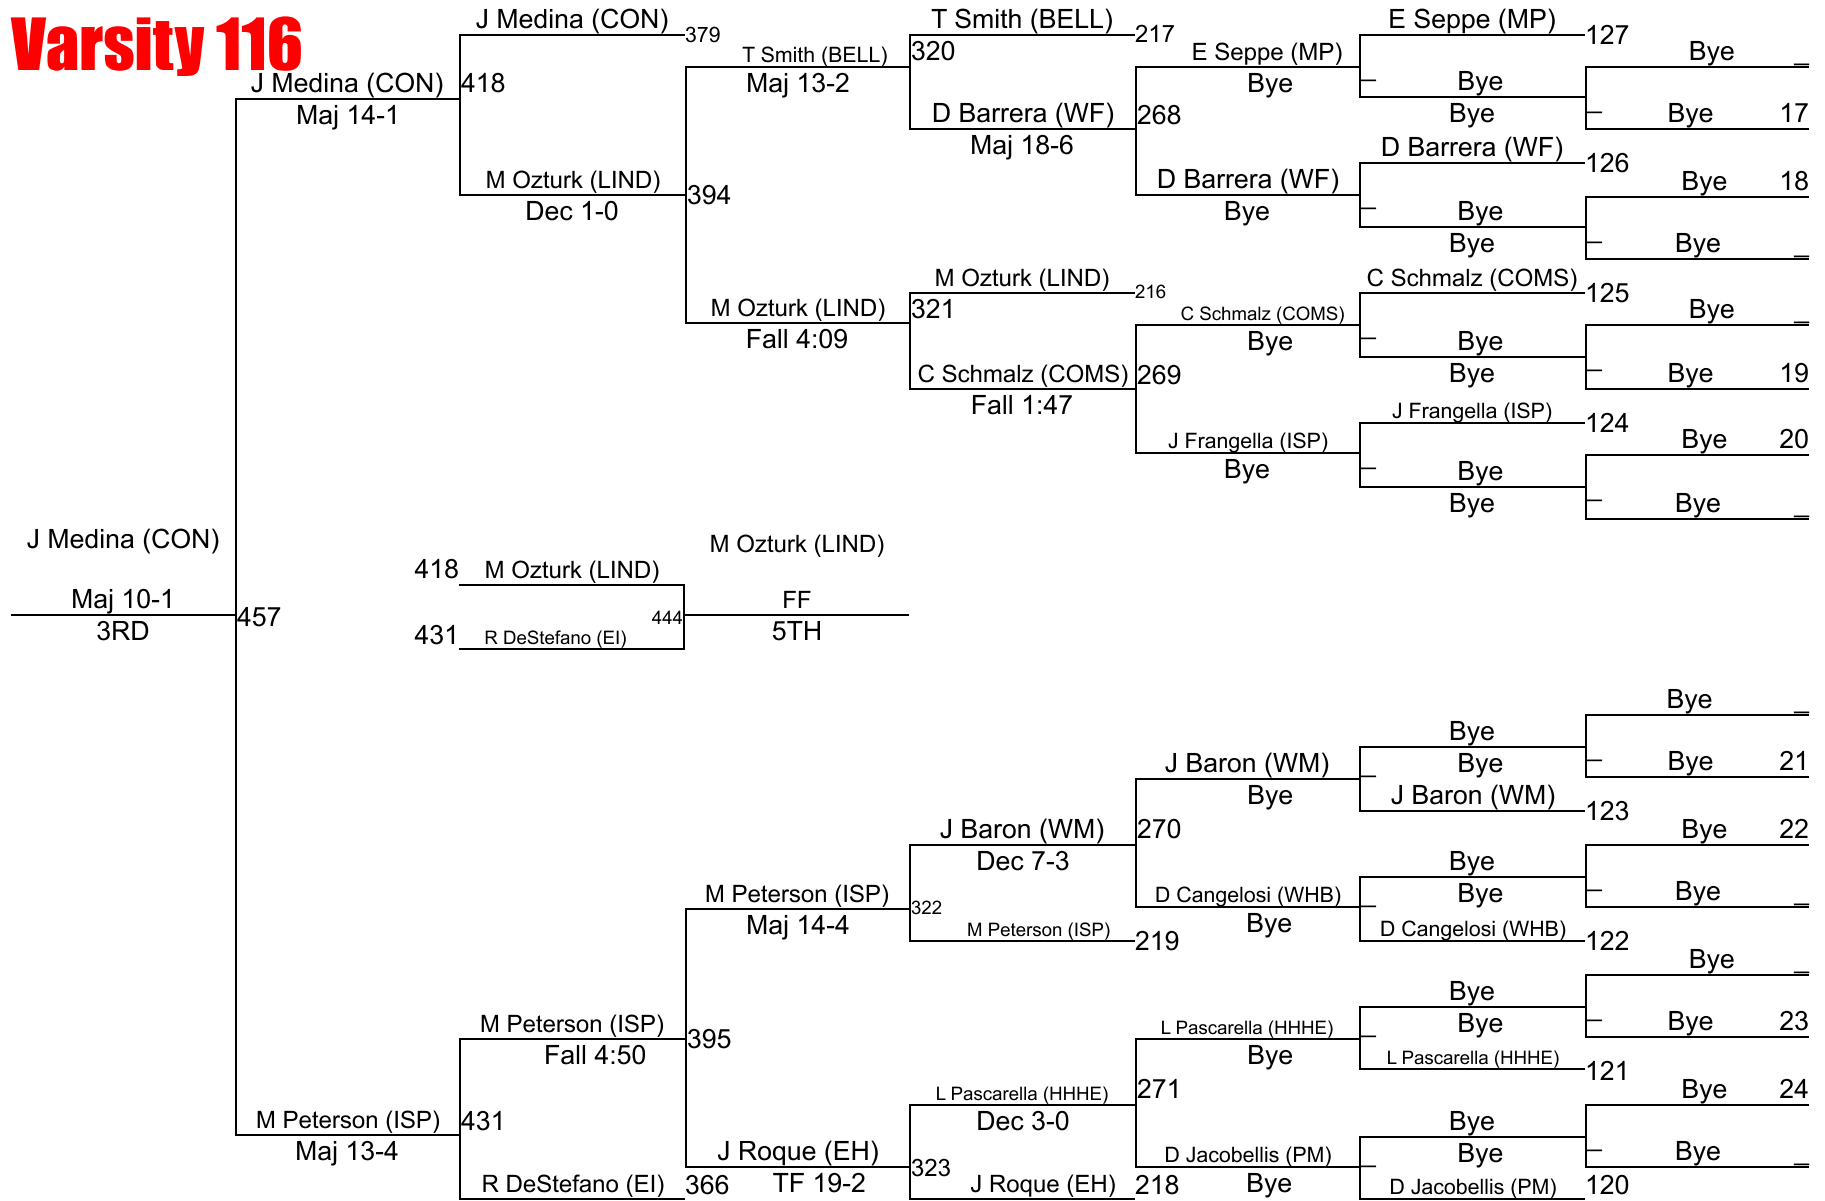 Varsity 116
J Medina (CON)
379
T Smith (BELL)
217
E Seppe (MP)
127
Bye _
320
T Smith (BELL)
E Seppe (MP)
Maj 13-2
Bye
Bye
J Medina (CON)
418
Maj 14-1
D Barrera (WF)
268
Bye
Bye 17
Maj 18-6
D Barrera (WF)
126
M Ozturk (LIND)
D Barrera (WF)
Bye 18
Dec 1-0
394
Bye
Bye
Bye
Bye _
M Ozturk (LIND)
216
C Schmalz (COMS)
125
M Ozturk (LIND)
321
C Schmalz (COMS)
Bye _
Fall 4:09
Bye
Bye
C Schmalz (COMS)
269
Bye
Bye 19
Fall 1:47
J Frangella (ISP)
124
J Frangella (ISP)
Bye 20
Bye
Bye
Bye
Bye _
J Medina (CON)
M Ozturk (LIND)
418 M Ozturk (LIND)
Maj 10-1
457
444
FF
3RD
431 R DeStefano (EI)
5TH
Bye _
Bye
J Baron (WM)
Bye
Bye 21
Bye
J Baron (WM)
123
J Baron (WM)
270
Bye 22
Dec 7-3
Bye
M Peterson (ISP)
D Cangelosi (WHB)
Bye
Bye _
Maj 14-4
322
Bye
M Peterson (ISP)
219
D Cangelosi (WHB)
122
Bye _
Bye
M Peterson (ISP)
L Pascarella (HHHE)
Bye
Bye 23
Fall 4:50
395
Bye
L Pascarella (HHHE)
121
L Pascarella (HHHE)
271
Bye 24
M Peterson (ISP)
431
Dec 3-0
Bye
Maj 13-4
J Roque (EH)
D Jacobellis (PM)
Bye
Bye _
323
R DeStefano (EI)
366
TF 19-2
J Roque (EH)
218
Bye
D Jacobellis (PM)
120